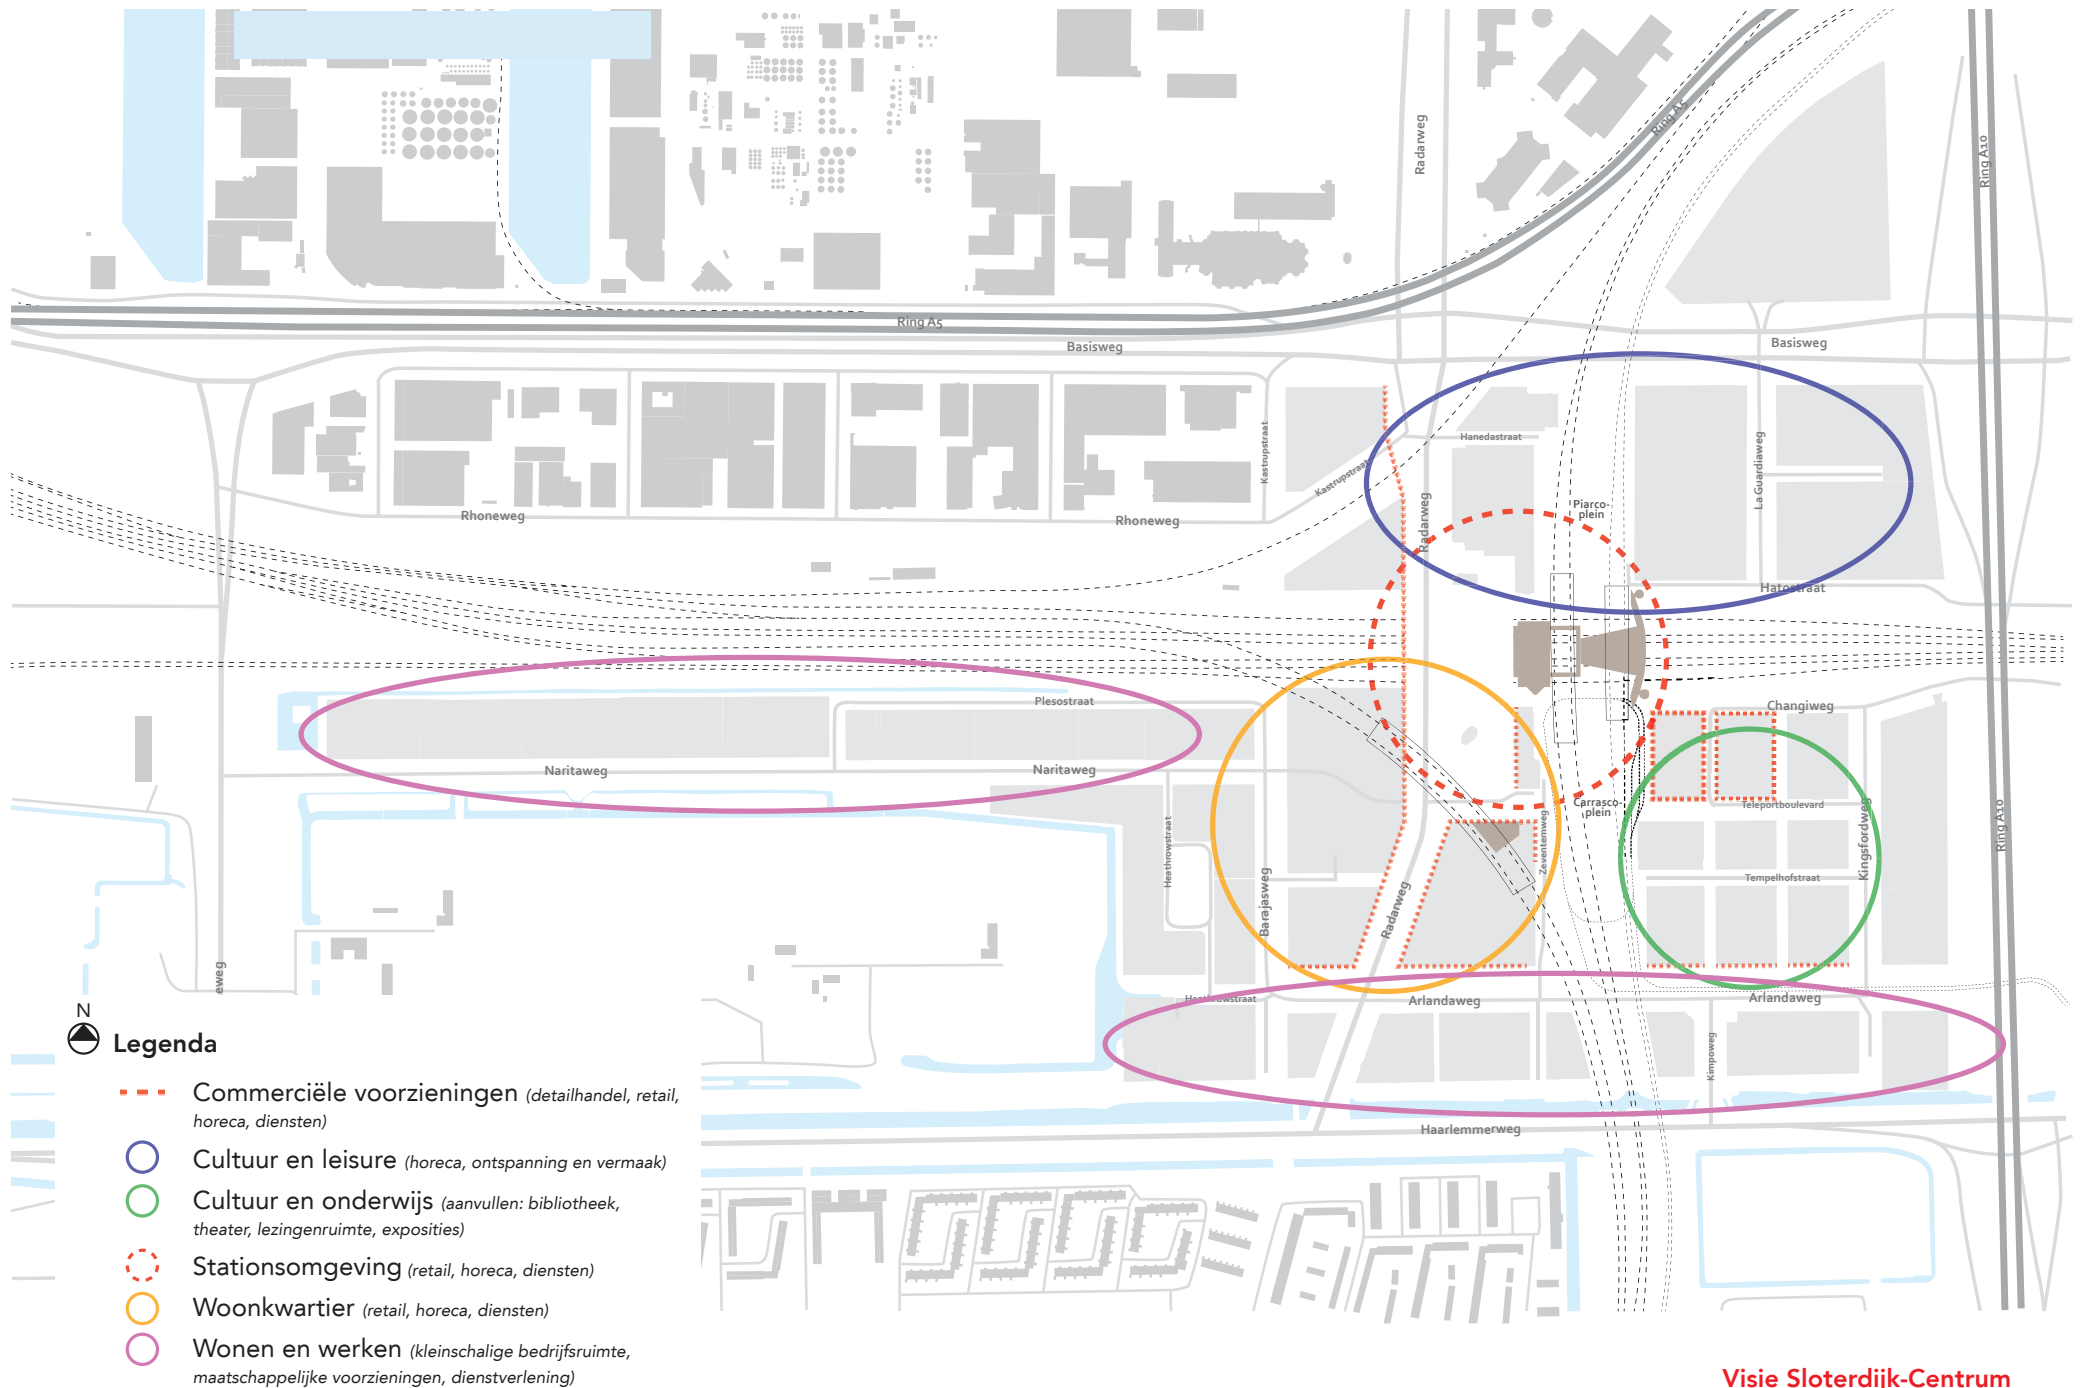 Radarweg
Ring A5
Ring A10
Ring A5
Basisweg
Basisweg
Kastrupstraat
Kastrupstraat
Hanedastraat
La Guardiaweg
Radarweg
Piarco-
plein
Rhoneweg
Rhoneweg
Hatostraat
Plesostraat
Changiweg
Naritaweg
Naritaweg
Carrasco-
plein
Teleportboulevard
Kingsfordweg
Ring A10
Heathrowstraat
Zeventemweg
Tempelhofstraat
Barajasweg
Radarweg
eweg
Heathrowstraat
Arlandaweg
Arlandaweg
Kimpoweg
Haarlemmerweg
N
Legenda
Commerciële voorzieningen (detailhandel, retail,
horeca, diensten)
Cultuur en leisure (horeca, ontspanning en vermaak)
Cultuur en onderwijs (aanvullen: bibliotheek,
theater, lezingenruimte, exposities)
Stationsomgeving (retail, horeca, diensten)
Woonkwartier (retail, horeca, diensten)
Wonen en werken (kleinschalige bedrijfsruimte,
maatschappelijke voorzieningen, dienstverlening)
Visie Sloterdijk-Centrum